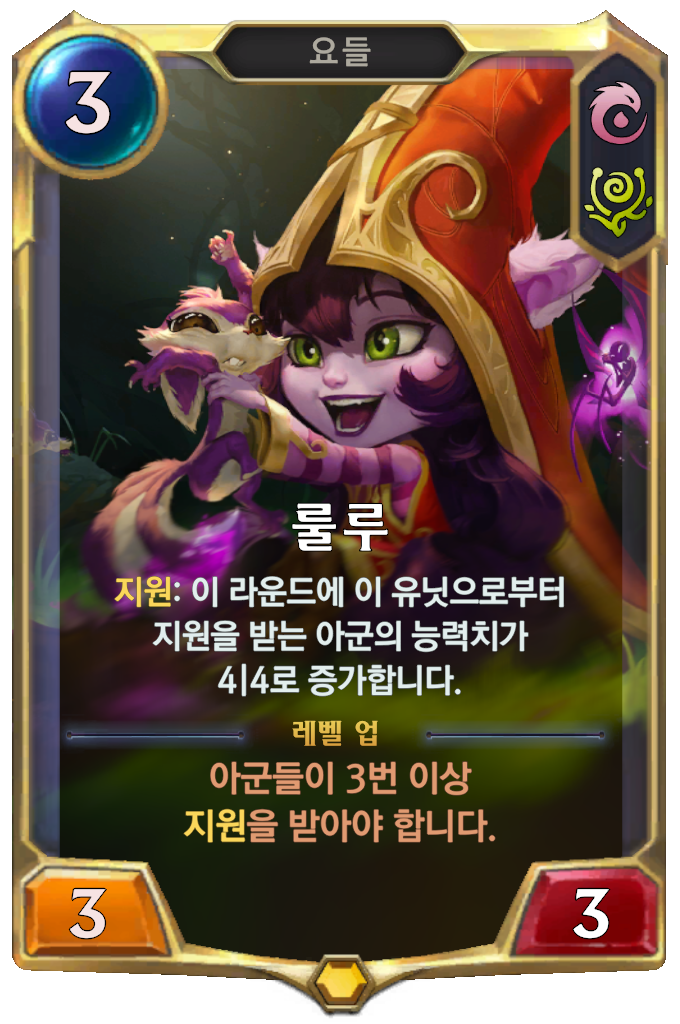 요들
3
룰루
지원: 이 라운드에 이 유닛으로부터
지원을 받는 아군의 능력치가
4|4로 증가합니다.
레벨 업
아군들이 3번 이상
지원을 받아야 합니다.
3
3